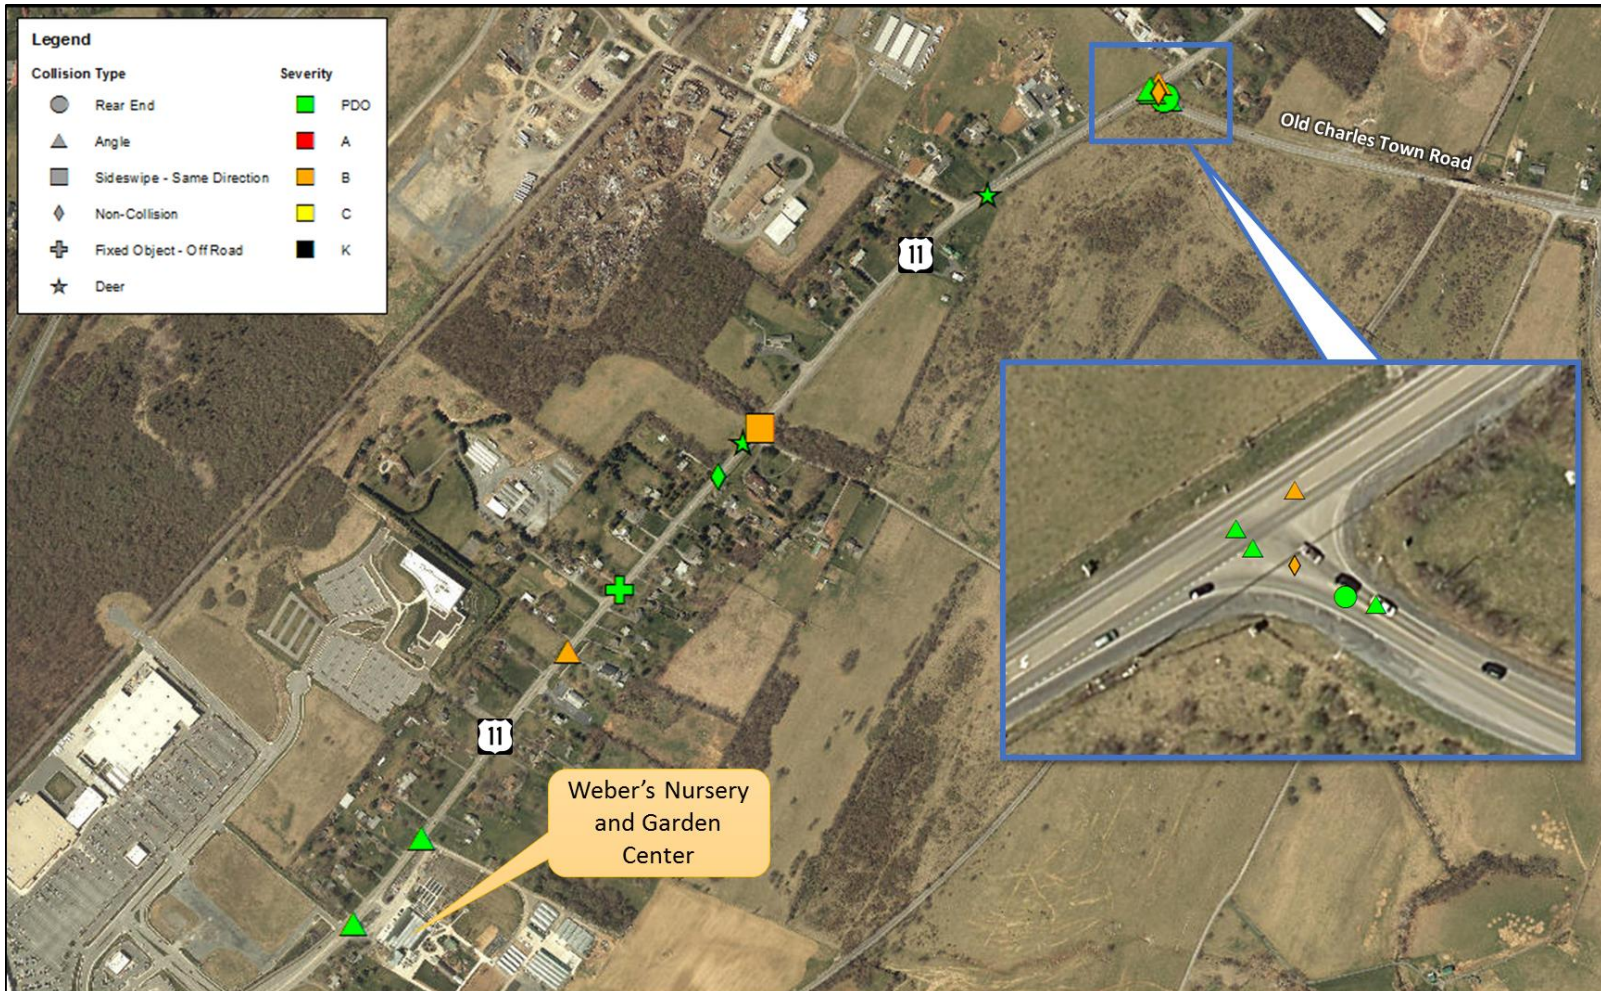 Legend
Collision Type Severity
Rear End PDO
Angle A
Sideswipe - Same Direction B
Non-Collision C
Fixed Object - Off Road K
Deer
Old Charles Town Road
11
11
Weber's Nursery
and Garden
Center